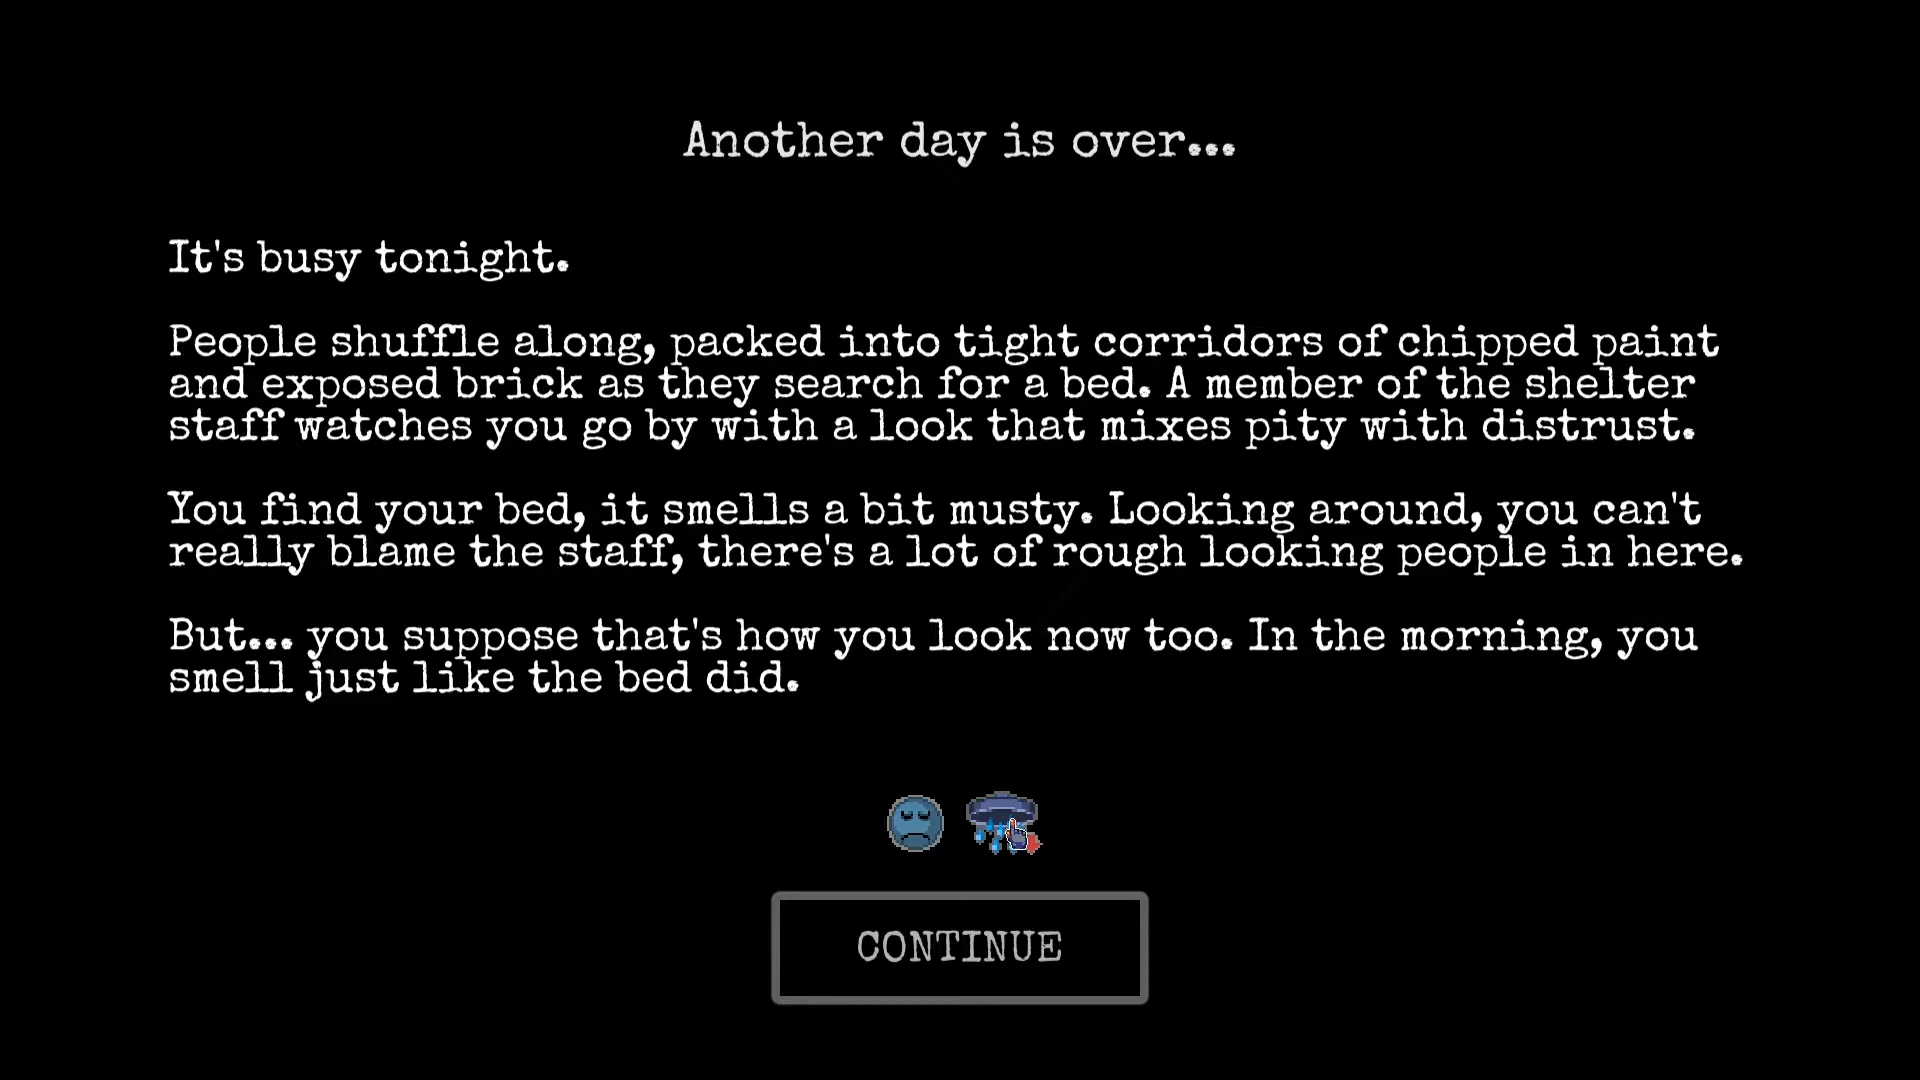 Another day is over...
It's busy tonight.
People shuffle along, packed into tight corridors of chipped paint
and exposed brick as they search for a bed. A member of the shelter
staff watches you go by with a look that mixes pity with distrust.
You find your bed, it smells a bit musty. Looking around, you can't
really blame the staff, there's a lot of rough looking people in here.
But... you suppose that's how you look now too. In the morning, you
smell just like the bed did.
CONTINUE